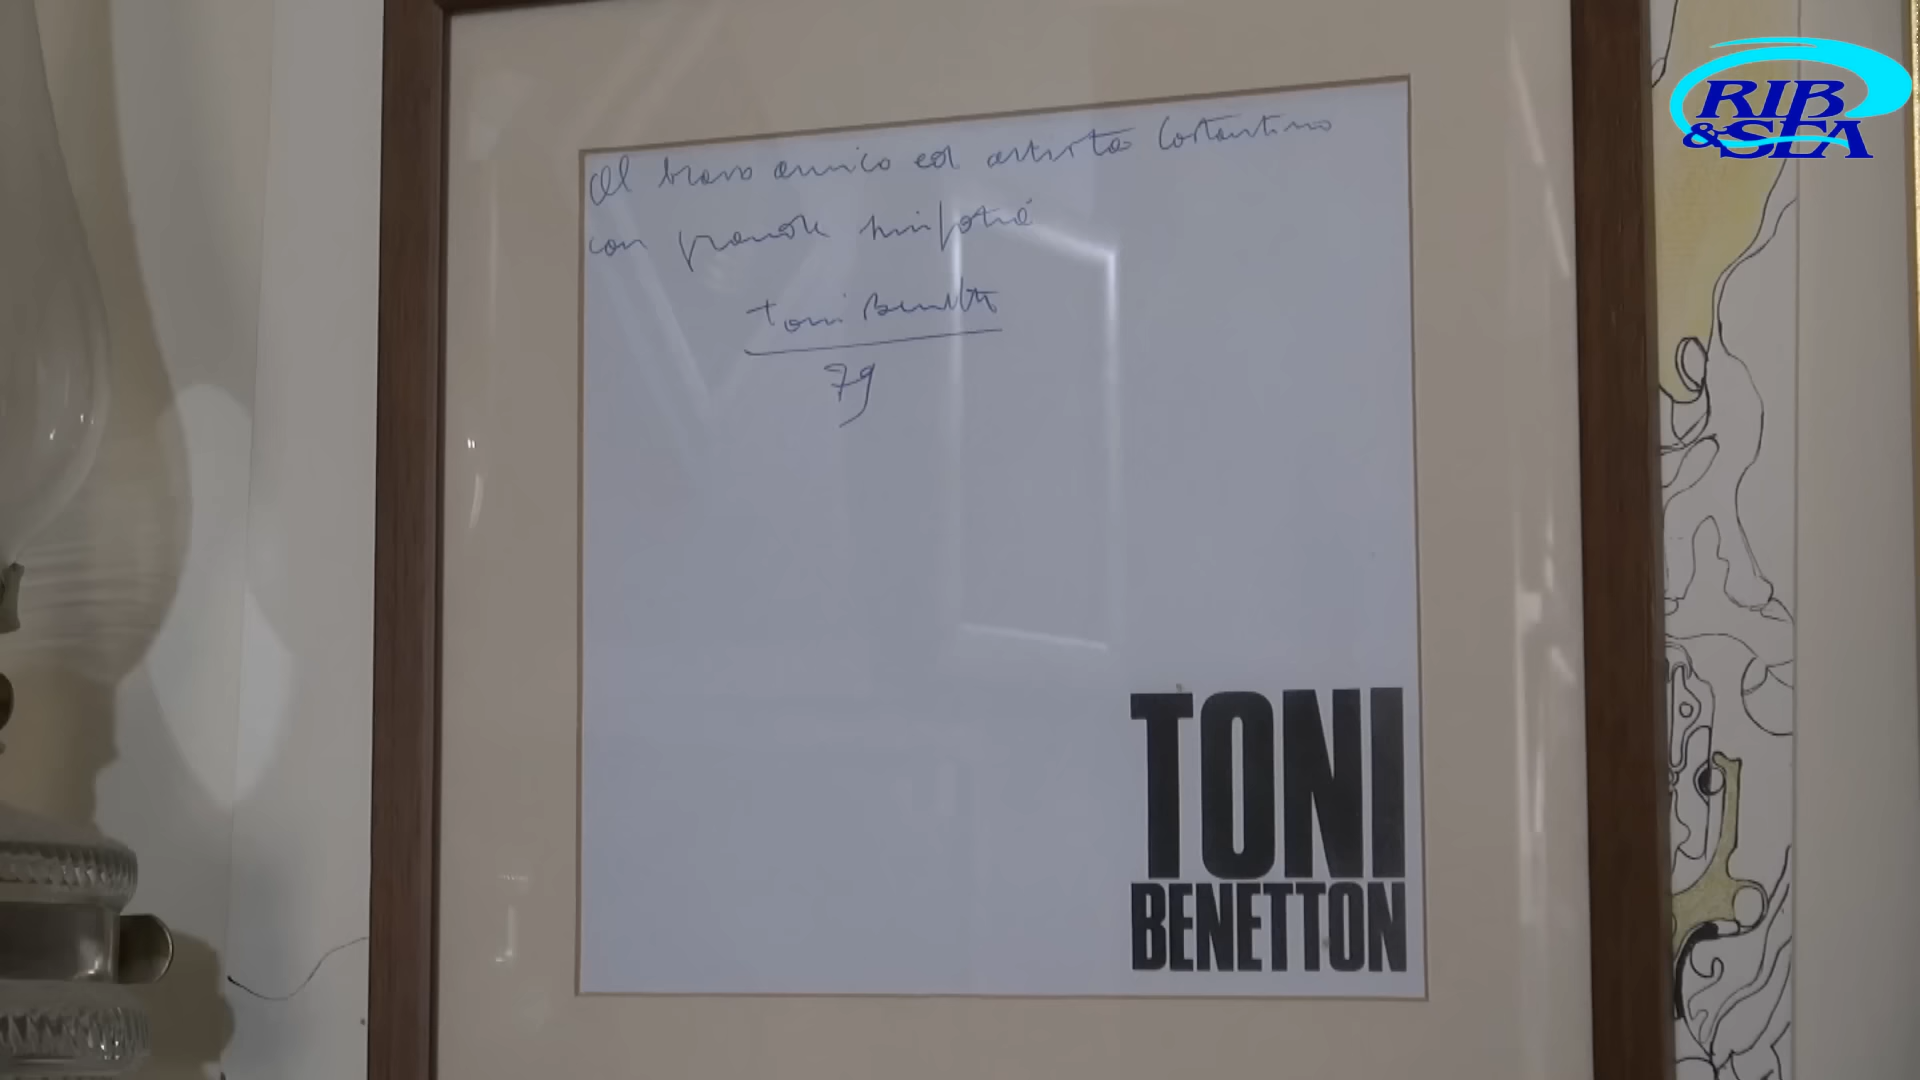 Al bravo amico ed artista Costantino
con grande simpatia
toni Benetton
79
TONI
BENETTON
RIB
&SEA